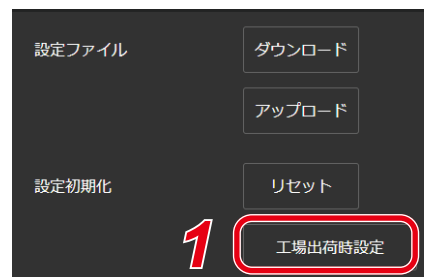 設定ファイル
ダウンロード
アップロード
設定初期化
リセット
1
工場出荷時設定